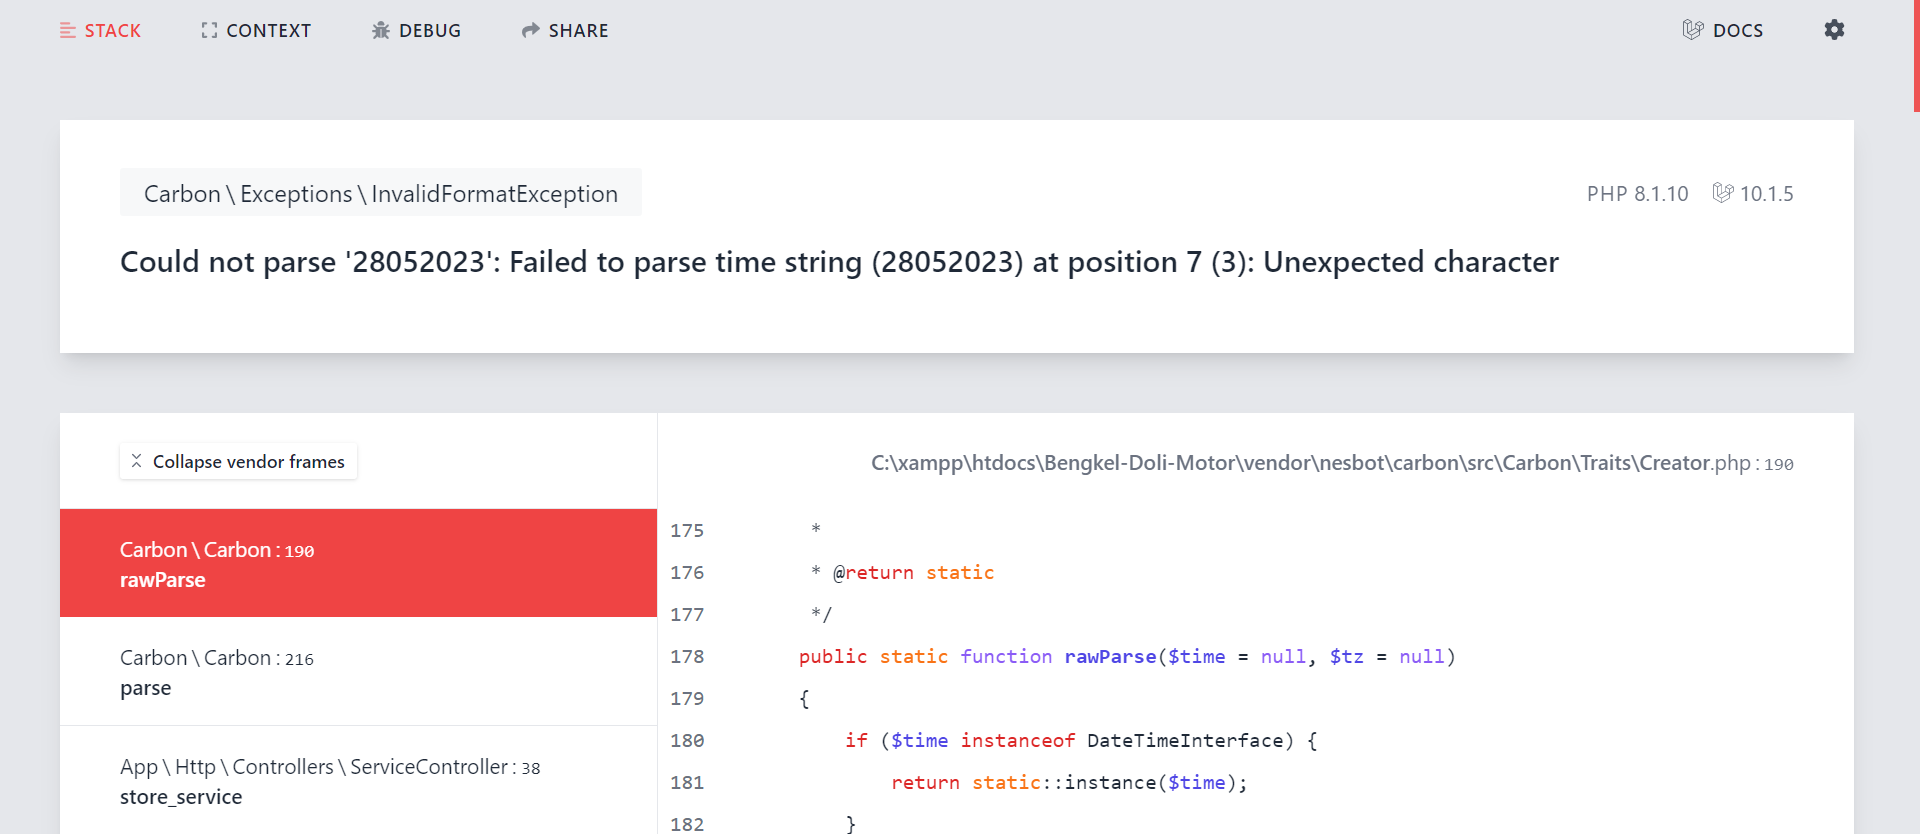 STACK CONTEXT DEBUG SHARE DOCS
Carbon \ Exceptions \ InvalidFormatException
PHP 8.1.10 10.1.5
Could not parse '28052023': Failed to parse time string (28052023) at position 7 (3): Unexpected character
Collapse vendor frames
Carbon \ Carbon : 190
rawParse
Carbon \ Carbon : 216
parse
App \ Http \ Controllers \ ServiceController : 38
store_service
C:\xampp\htdocs\Bengkel-Doli-Motor\vendor\nesbot\carbon\src\Carbon\Traits\Creator.php : 190
175 *
176 * @return static
177 */
178 public static function rawParse($time = null, $tz = null)
179 {
180 if ($time instanceof DateTimeInterface) {
181 return static::instance($time);
182 }